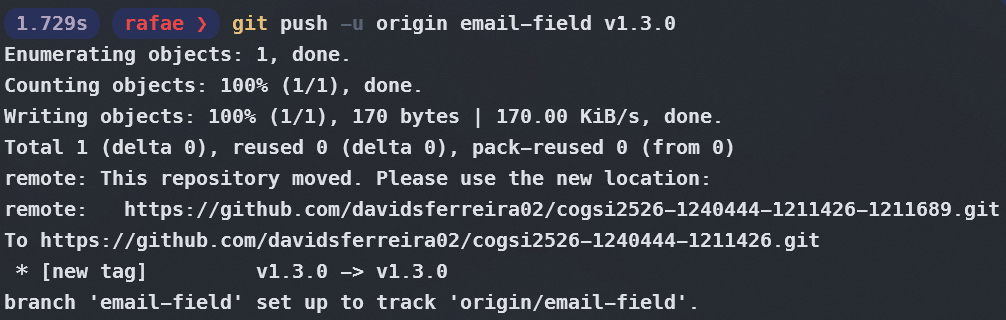 1.729s rafae ❯ git push -u origin email-field v1.3.0
Enumerating objects: 1, done.
Counting objects: 100% (1/1), done.
Writing objects: 100% (1/1), 170 bytes | 170.00 KiB/s, done.
Total 1 (delta 0), reused 0 (delta 0), pack-reused 0 (from 0)
remote: This repository moved. Please use the new location:
remote:   https://github.com/davidsferreira02/cogsi2526-1240444-1211426-1211689.git
To https://github.com/davidsferreira02/cogsi2526-1240444-1211426.git
 * [new tag]         v1.3.0 -> v1.3.0
branch 'email-field' set up to track 'origin/email-field'.